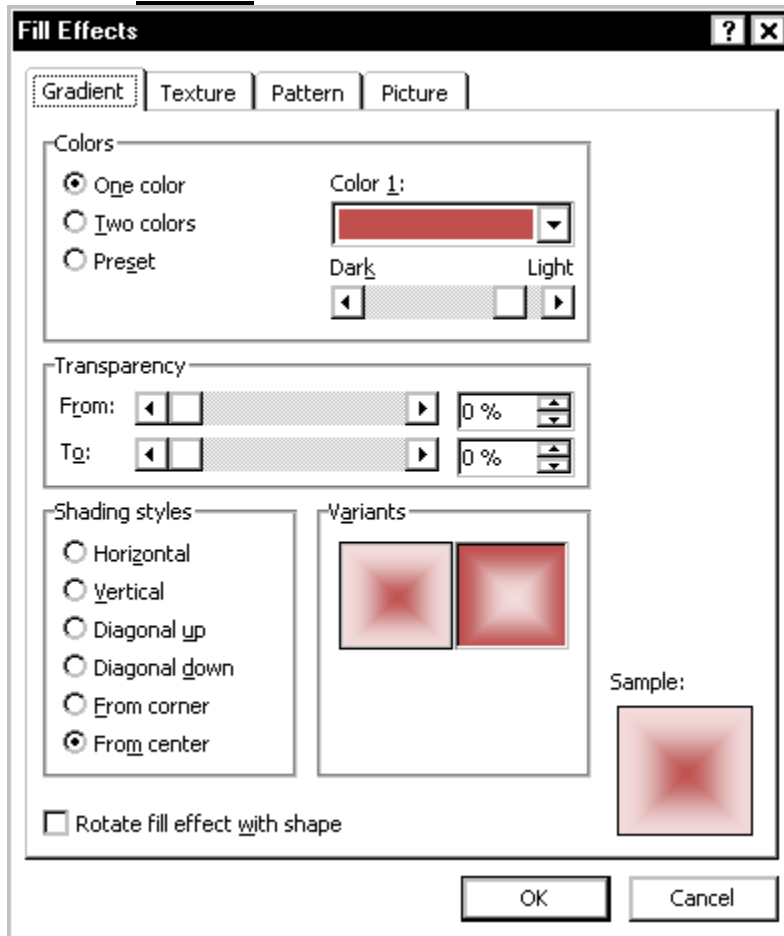 Fill Effects
Gradient Texture Pattern Picture
Colors
One color
Color 1:
Two colors
Preset
Dark Light
Transparency
From: 0 %
To: 0 %
Shading styles
Variants
Horizontal
Vertical
Diagonal up
Diagonal down
From corner
From center
Sample:
Rotate fill effect with shape
OK Cancel